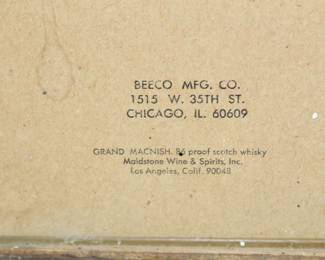 BEECO MFG. CO.
1515 W. 35TH ST.
CHICAGO, IL. 60609
GRAND MACNISH. 86 proof scotch whisky
Maidstone Wine & Spirits, Inc.
Los Angeles, Calif. 90048